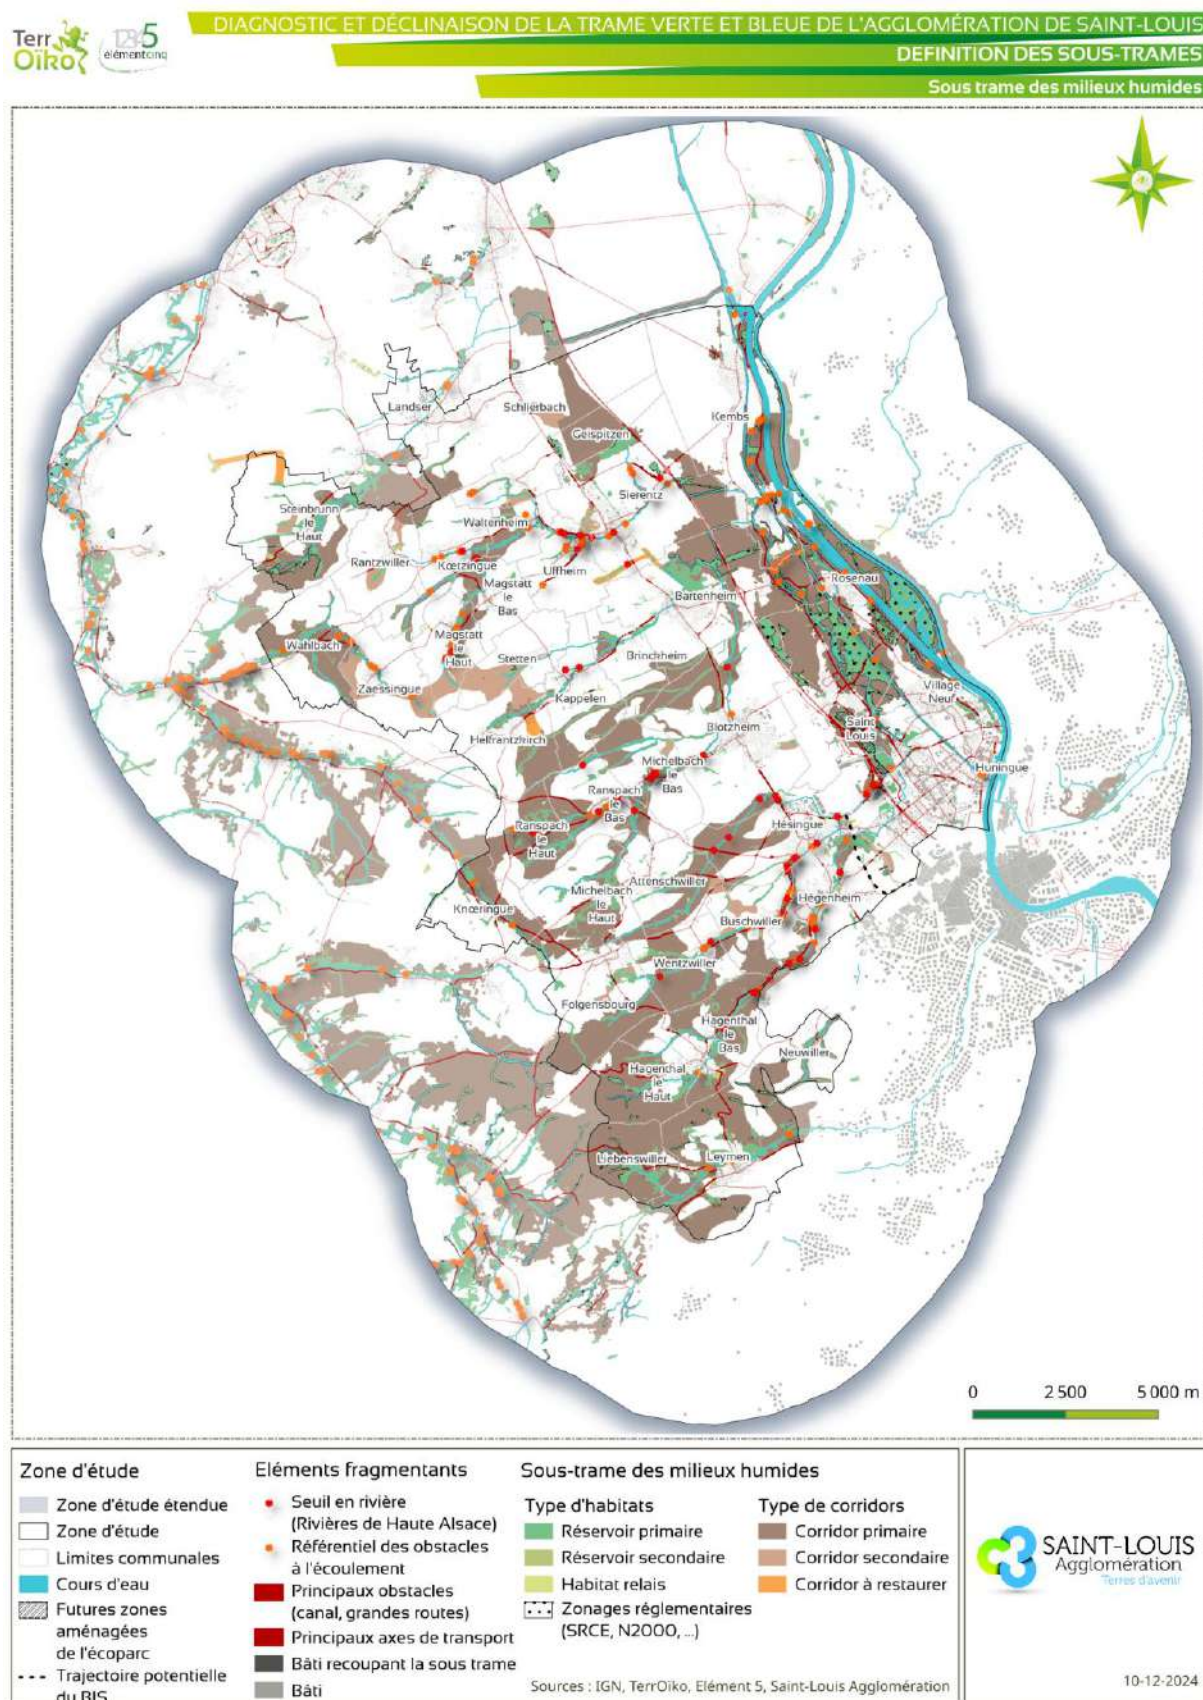 Terr
Oïko
12345
élémentcinq
DIAGNOSTIC ET DÉCLINAISON DE LA TRAME VERTE ET BLEUE DE L'AGGLOMÉRATION DE SAINT-LOUIS
DEFINITION DES SOUS-TRAMES
Sous trame des milieux humides
Landser
Schlierbach
Geispitzen
Kembs
Sierentz
Steinbrunn
le
Haut
Waltenheim
Rantzwiller
Kœtzingue
Uffheim
Magstatt
le
Bas
Bartenheim
Rosenau
Magstatt
le
Haut
Wahlbach
Stetten
Brinckheim
Zaessingue
Kappelen
Village
Neuf
Helfrantzkirch
Blotzheim
Saint
Louis
Huningue
Michelbach
le
Bas
Ranspach
le
Bas
Ranspach
le
Haut
Hésingue
Attenschwiller
Michelbach
le
Haut
Hégenheim
Knœringue
Buschwiller
Wentzwiller
Folgensbourg
Hagenthal
le
Bas
Neuwiller
Hagenthal
le
Haut
Liebenswiller
Leymen
0 2 500 5 000 m
Zone d'étude
Zone d'étude étendue
Zone d'étude
Limites communales
Cours d'eau
Futures zones
aménagées
de l'écoparc
Trajectoire potentielle
du BIS
Eléments fragmentants
Seuil en rivière
(Rivières de Haute Alsace)
Référentiel des obstacles
à l'écoulement
Principaux obstacles
(canal, grandes routes)
Principaux axes de transport
Bâti recoupant la sous trame
Bâti
Sous-trame des milieux humides
Type d'habitats
Réservoir primaire
Réservoir secondaire
Habitat relais
Zonages réglementaires
(SRCE, N2000, ...)
Type de corridors
Corridor primaire
Corridor secondaire
Corridor à restaurer
Sources : IGN, TerrOïko, Elément 5, Saint-Louis Agglomération
SAINT-LOUIS
Agglomération
Terres d'avenir
10-12-2024